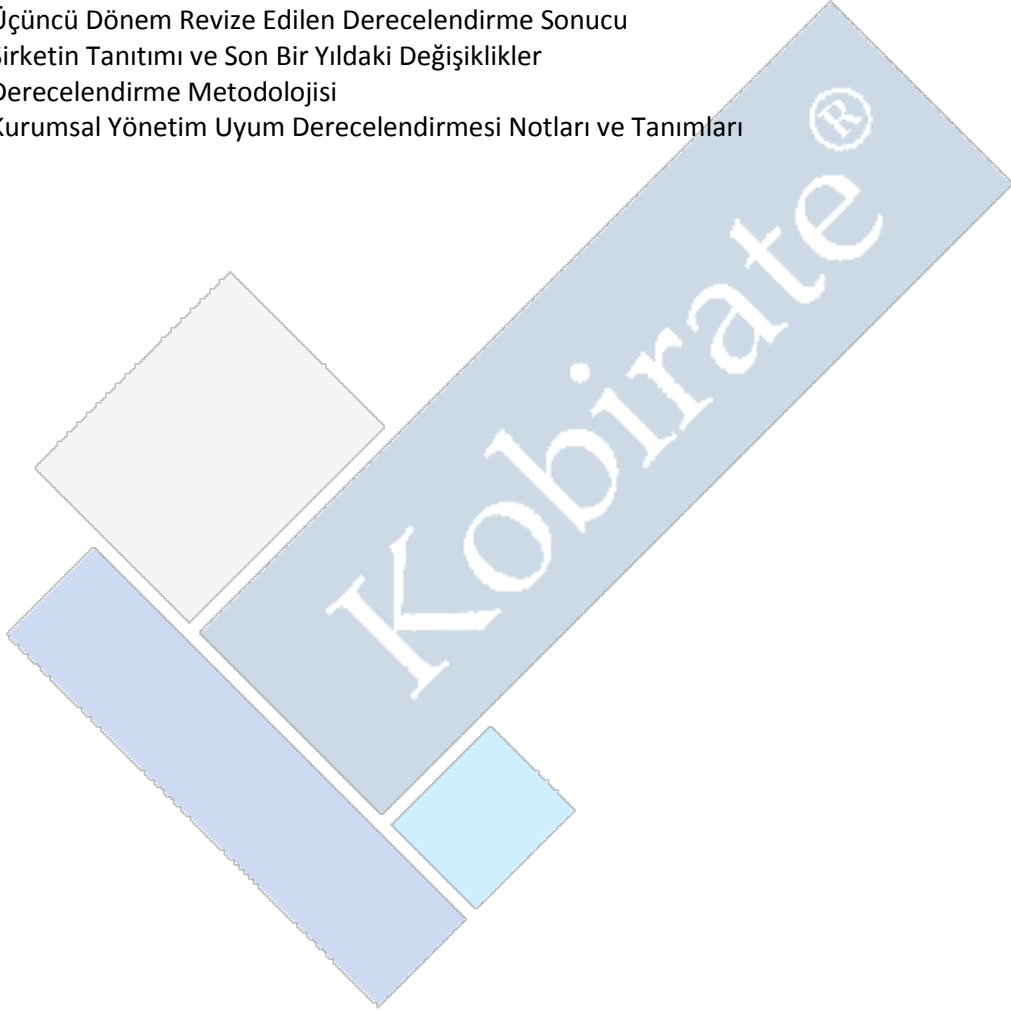 Üçüncü Dönem Revize Edilen Derecelendirme Sonucu
Şirketin Tanıtımı ve Son Bir Yıldaki Değişiklikler
Derecelendirme Metodolojisi
Kurumsal Yönetim Uyum Derecelendirmesi Notları ve Tanımları
Kobirate®